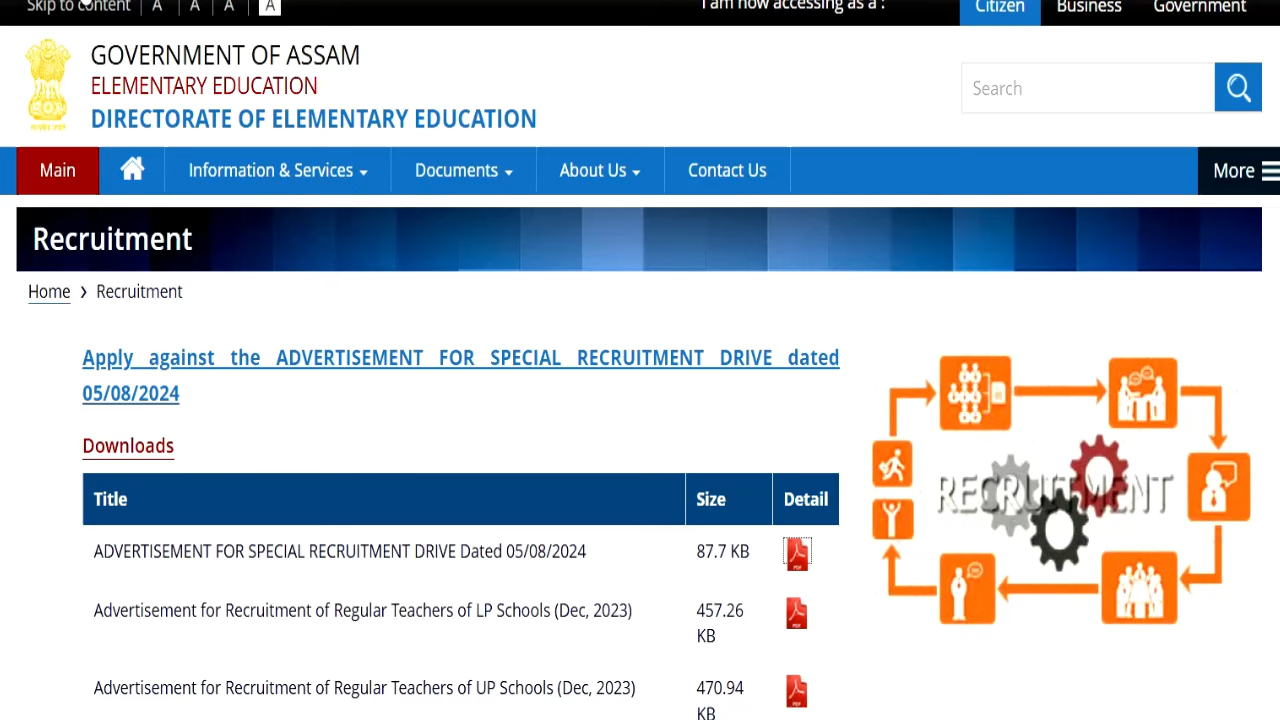 Skip to content A A A A I am now accessing as a : Citizen Business Government
GOVERNMENT OF ASSAM
ELEMENTARY EDUCATION
DIRECTORATE OF ELEMENTARY EDUCATION
Search
Main Information & Services Documents About Us Contact Us More
Recruitment
Home › Recruitment
Apply against the ADVERTISEMENT FOR SPECIAL RECRUITMENT DRIVE dated
05/08/2024
Downloads
Title Size Detail
ADVERTISEMENT FOR SPECIAL RECRUITMENT DRIVE Dated 05/08/2024 87.7 KB PDF
Advertisement for Recruitment of Regular Teachers of LP Schools (Dec, 2023) 457.26 PDF
KB
Advertisement for Recruitment of Regular Teachers of UP Schools (Dec, 2023) 470.94 PDF
KB
RECRUITMENT